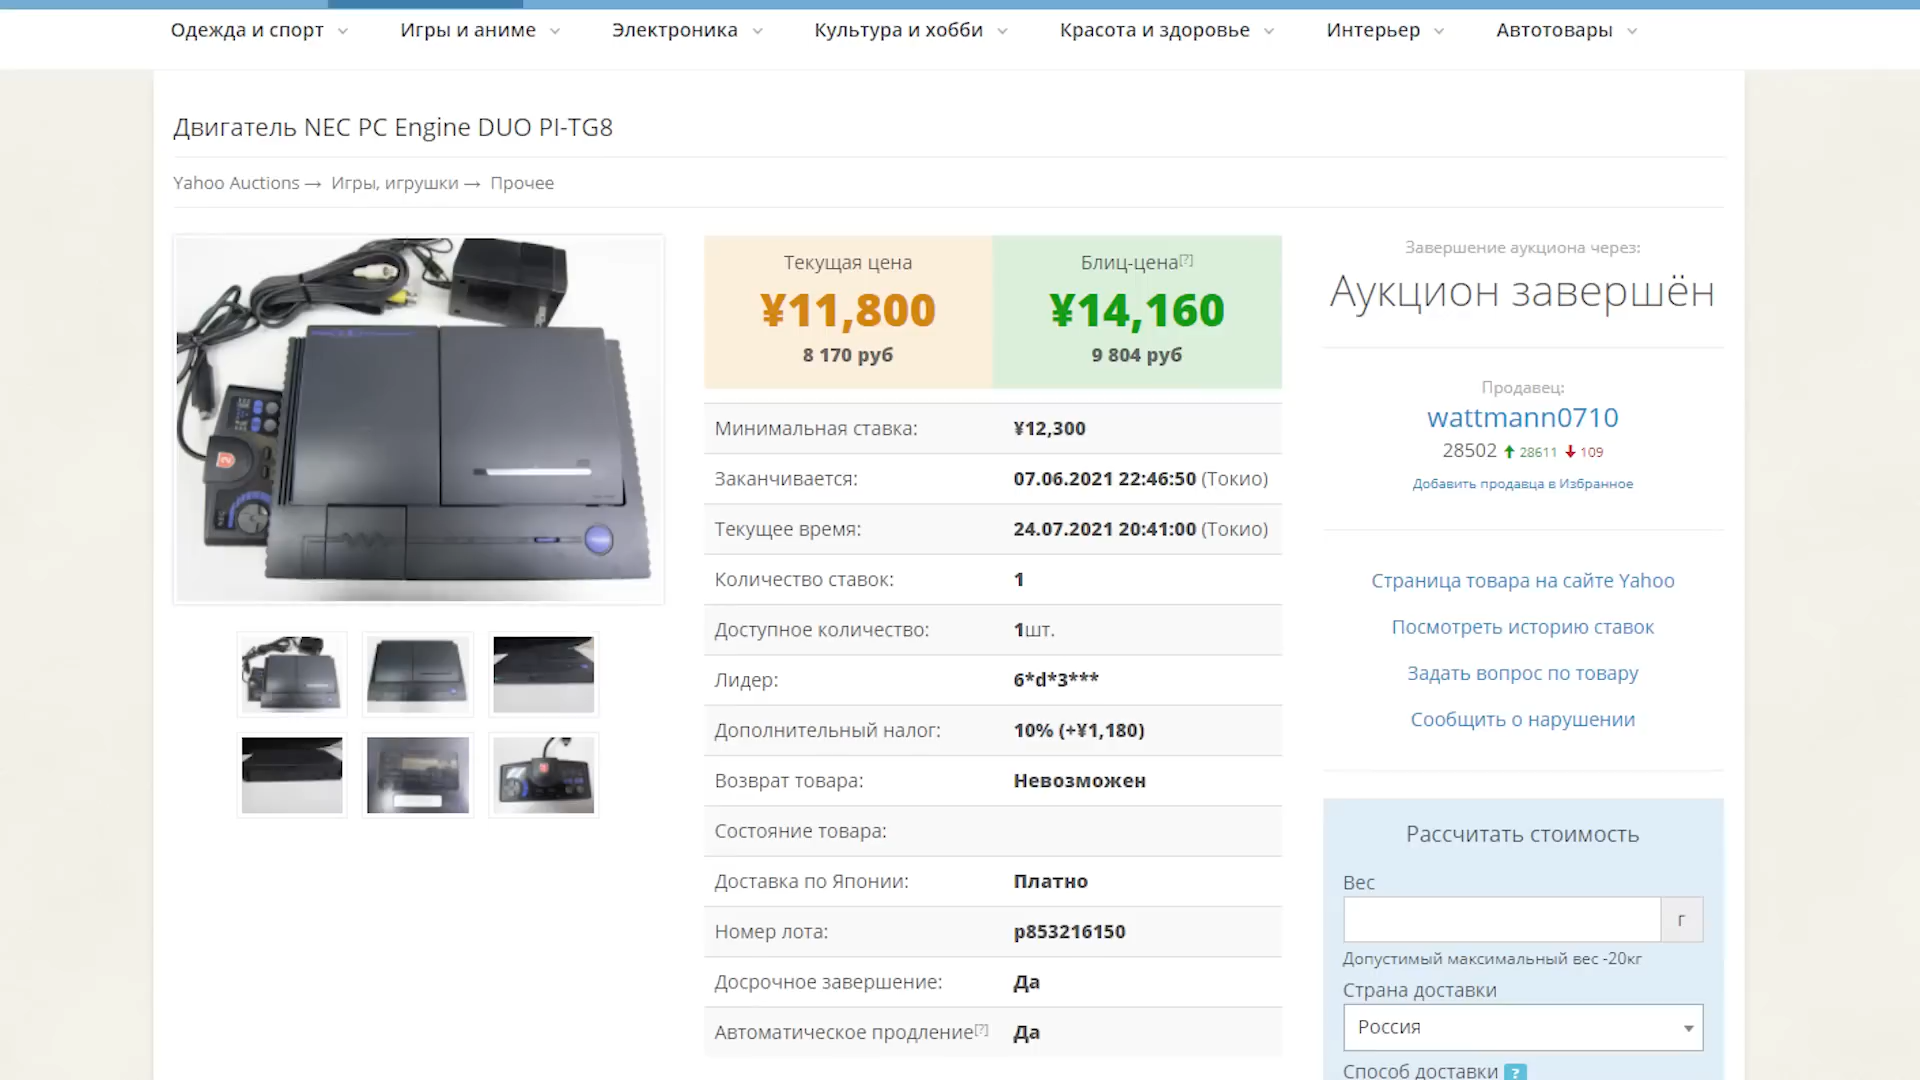 Одежда и спорт
Игры и аниме
Электроника
Культура и хобби
Красота и здоровье
Интерьер
Автотовары
Двигатель NEC PC Engine DUO PI-TG8
Yahoo Auctions → Игры, игрушки → Прочее
Текущая цена
¥11,800
8 170 руб
Блиц-цена[?]
¥14,160
9 804 руб
Минимальная ставка: ¥12,300
Заканчивается: 07.06.2021 22:46:50 (Токио)
Текущее время: 24.07.2021 20:41:00 (Токио)
Количество ставок: 1
Доступное количество: 1шт.
Лидер: 6*d*3***
Дополнительный налог: 10% (+¥1,180)
Возврат товара: Невозможен
Состояние товара:
Доставка по Японии: Платно
Номер лота: p853216150
Досрочное завершение: Да
Автоматическое продление[?] Да
Завершение аукциона через:
Аукцион завершён
Продавец:
wattmann0710
28502 28611 109
Добавить продавца в Избранное
Страница товара на сайте Yahoo
Посмотреть историю ставок
Задать вопрос по товару
Сообщить о нарушении
Рассчитать стоимость
Вес
г
Допустимый максимальный вес -20кг
Страна доставки
Россия
Способ доставки ?